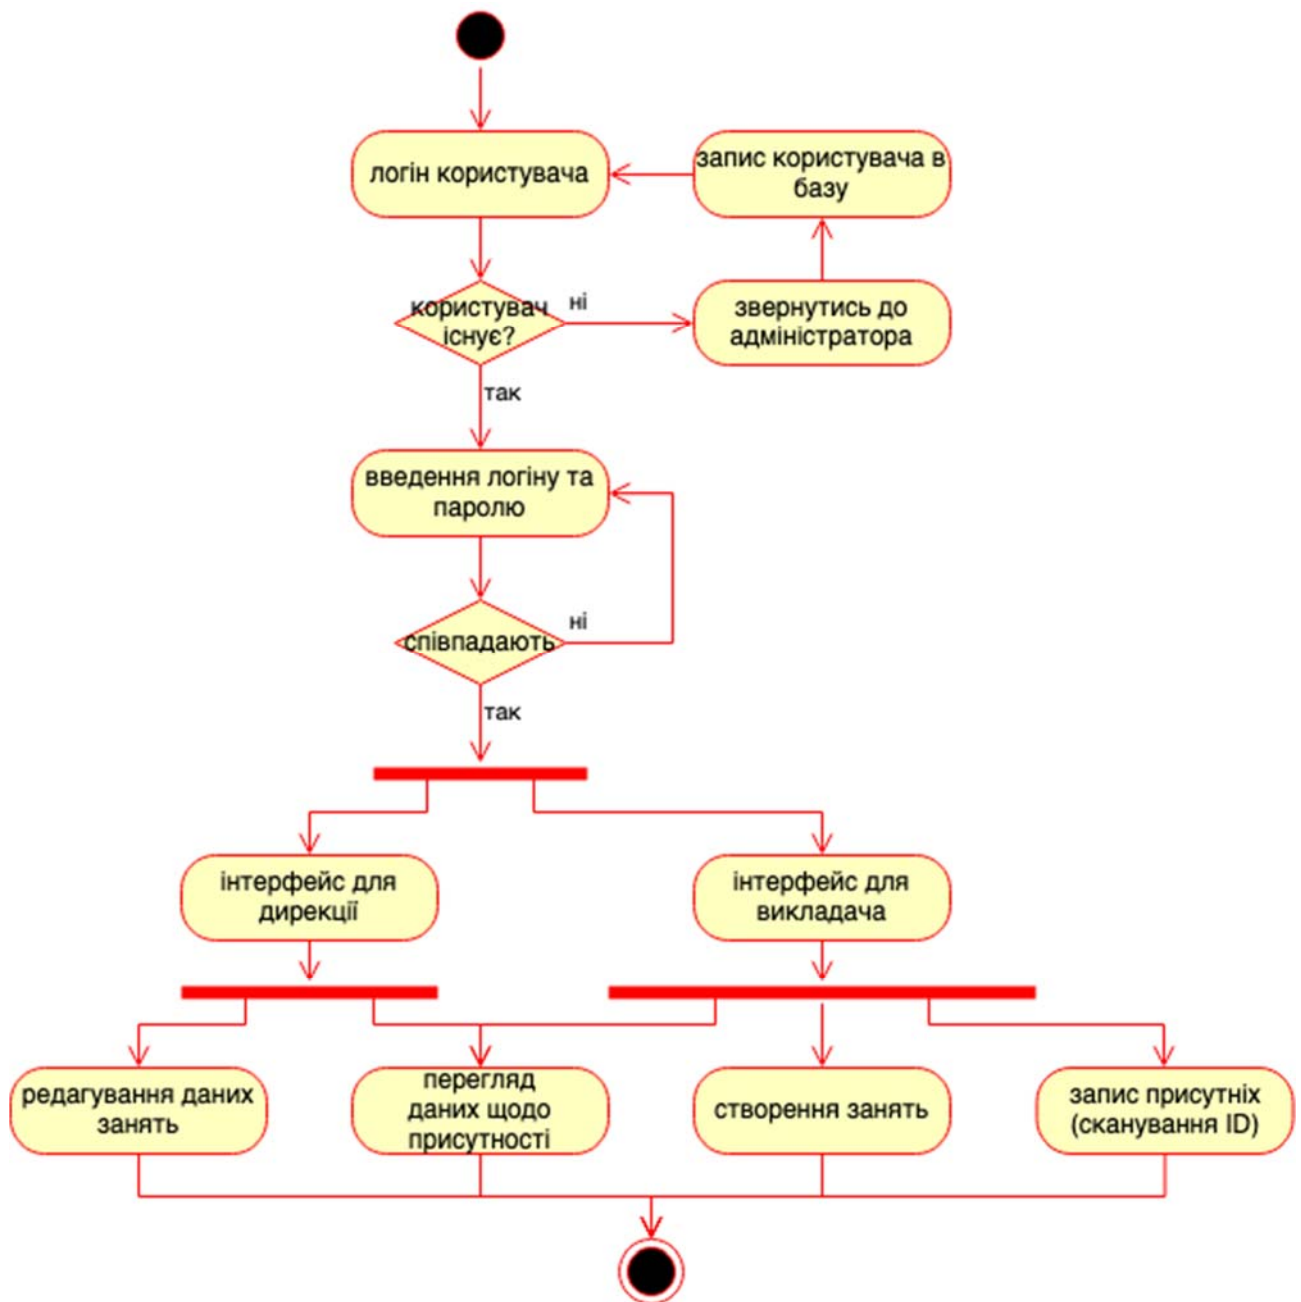 логін користувача
запис користувача в
базу
користувач
існує?
ні
звернутись до
адміністратора
так
введення логіну та
паролю
співпадають
ні
так
інтерфейс для
дирекції
інтерфейс для
викладача
редагування даних
занять
перегляд
даних щодо
присутності
створення занять
запис присутніх
(сканування ID)